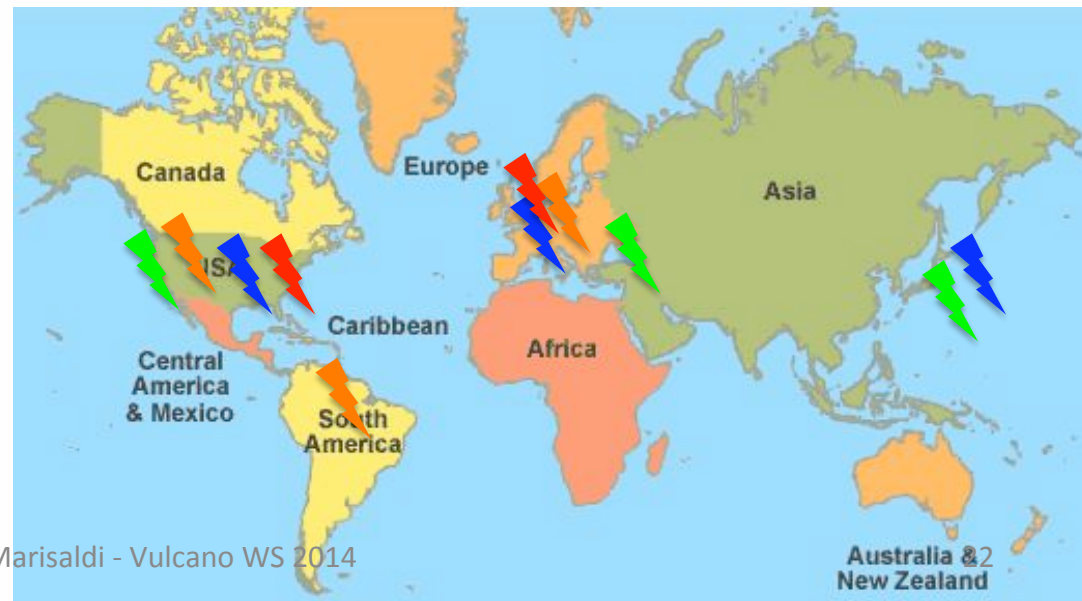 Canada
Europe
Asia
USA
Caribbean
Africa
Central
America
& Mexico
South
America
Marisaldi - Vulcano WS 2014
Australia &
New Zealand
22